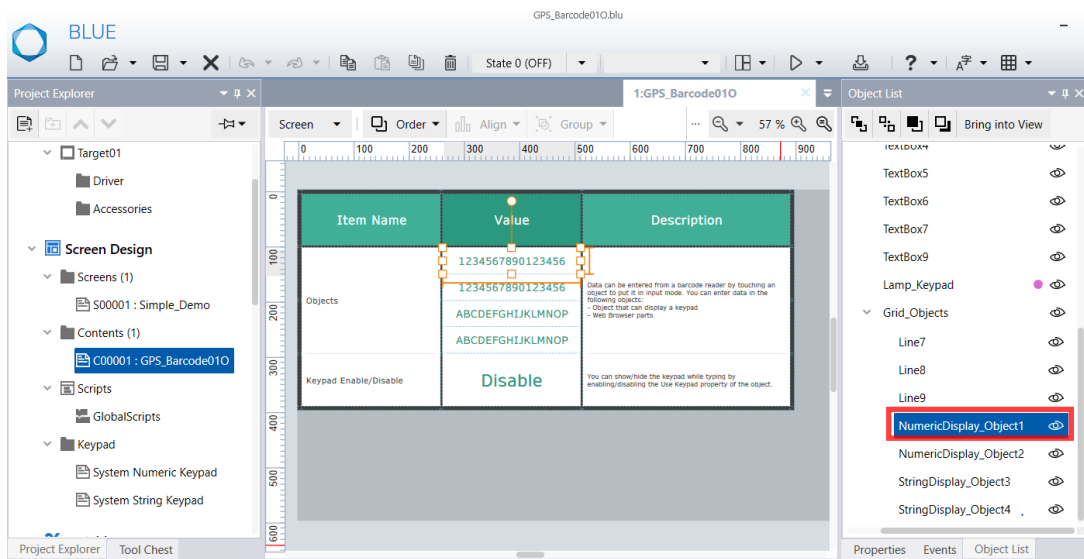 GPS_Barcode01O.blu
BLUE
State 0 (OFF)
Project Explorer
1:GPS_Barcode01O
Object List
Screen
Order
Align
Group
...
57 %
Bring into View
Target01
Driver
Accessories
Screen Design
Screens (1)
S00001 : Simple_Demo
Contents (1)
C00001 : GPS_Barcode01O
Scripts
GlobalScripts
Keypad
System Numeric Keypad
System String Keypad
Project Explorer
Tool Chest
0 100 200 300 400 500 600 700 800 900
0
100
200
300
400
500
600
Item Name
Value
Description
Objects
1234567890123456
1234567890123456
ABCDEFGHIJKLMNOP
ABCDEFGHIJKLMNOP
Data can be entered from a barcode reader by touching an
object to put it in input mode. You can enter data in the
following objects:
- Object that can display a keypad
- Web Browser parts
Keypad Enable/Disable
Disable
You can show/hide the keypad while typing by
enabling/disabling the Use Keypad property of the object.
TextBox4
TextBox5
TextBox6
TextBox7
TextBox9
Lamp_Keypad
Grid_Objects
Line7
Line8
Line9
NumericDisplay_Object1
NumericDisplay_Object2
StringDisplay_Object3
StringDisplay_Object4
Properties
Events
Object List